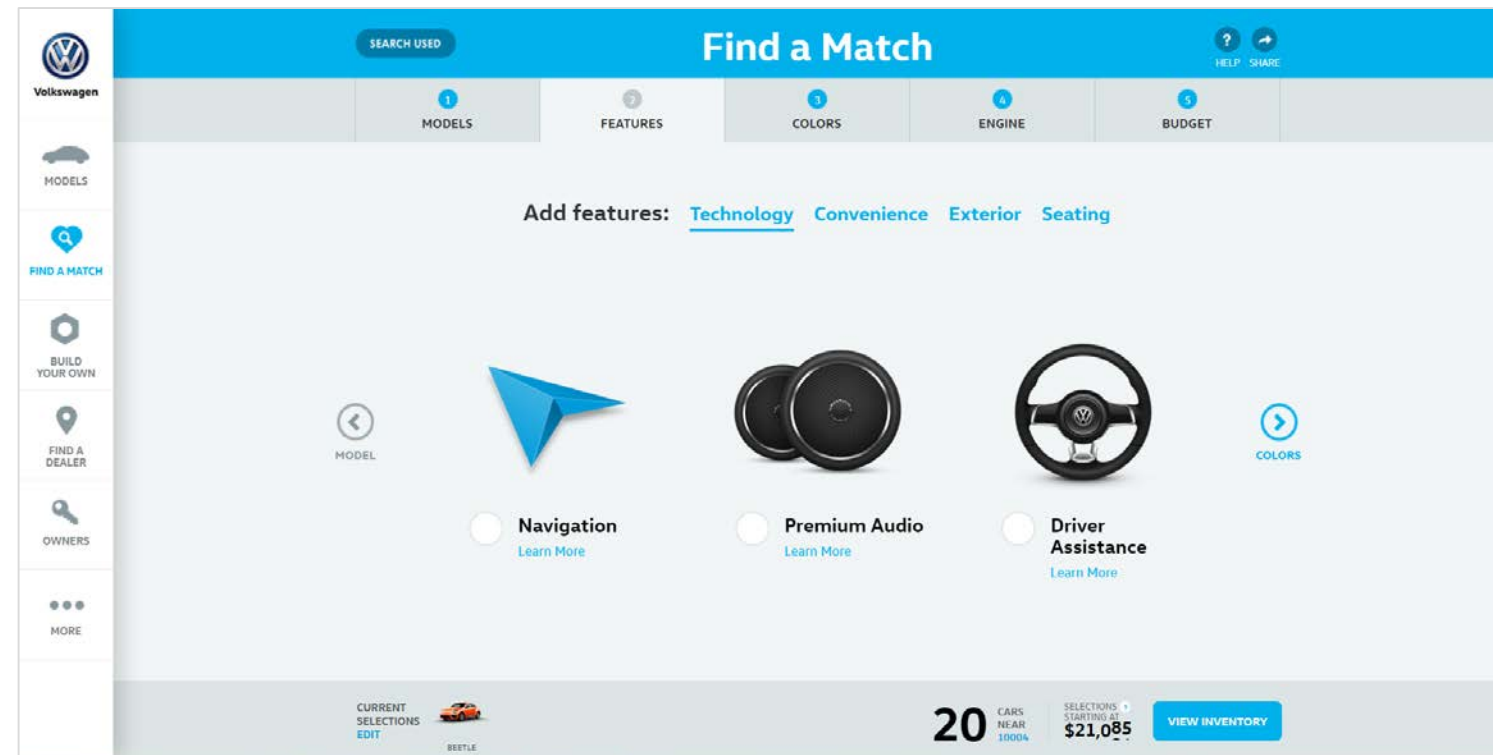 Volkswagen
MODELS
FIND A MATCH
BUILD
YOUR OWN
FIND A
DEALER
OWNERS
MORE
SEARCH USED
Find a Match
?
HELP SHARE
1
MODELS
2
FEATURES
3
COLORS
4
ENGINE
5
BUDGET
Add features: Technology Convenience Exterior Seating
MODEL
COLORS
Navigation
Learn More
Premium Audio
Learn More
Driver
Assistance
Learn More
CURRENT
SELECTIONS
EDIT
BEETLE
20
CARS
NEAR
10004
SELECTIONS
STARTING AT
$21,085
VIEW INVENTORY